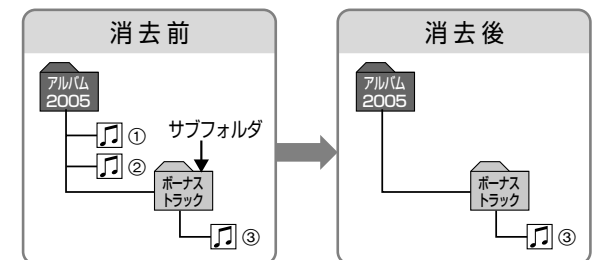 消去前
アルバム
2005
①
サブフォルダ
②
ボーナス
トラック
③
消去後
アルバム
2005
ボーナス
トラック
③